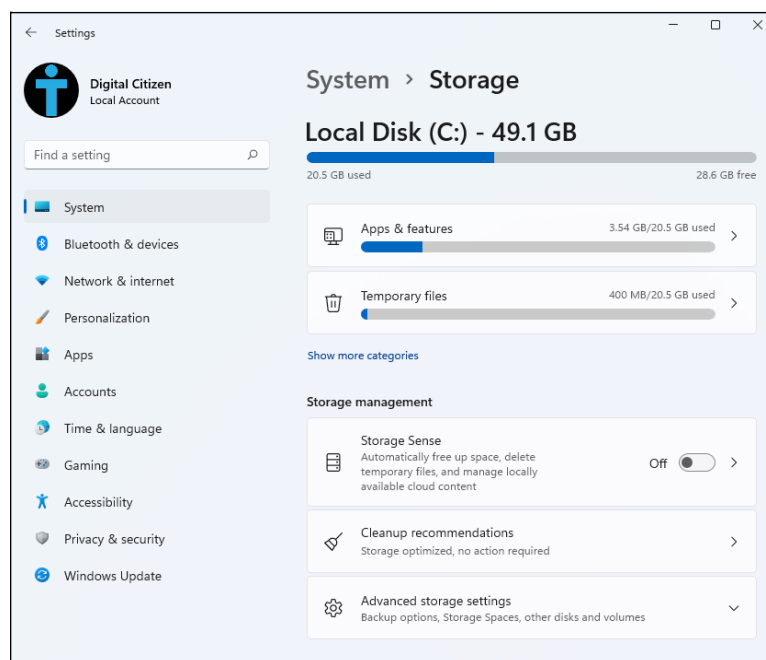 Settings
Digital Citizen
Local Account
Find a setting
System
Bluetooth & devices
Network & internet
Personalization
Apps
Accounts
Time & language
Gaming
Accessibility
Privacy & security
Windows Update
System > Storage
Local Disk (C:) - 49.1 GB
20.5 GB used 28.6 GB free
Apps & features 3.54 GB/20.5 GB used
Temporary files 400 MB/20.5 GB used
Show more categories
Storage management
Storage Sense
Automatically free up space, delete
temporary files, and manage locally
available cloud content
Off
Cleanup recommendations
Storage optimized, no action required
Advanced storage settings
Backup options, Storage Spaces, other disks and volumes